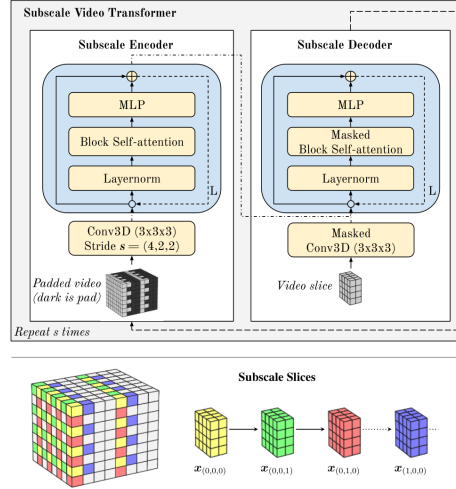 Subscale Video Transformer
Subscale Encoder
MLP
Block Self-attention
Layernorm
L
Conv3D (3x3x3)
Stride s = (4,2,2)
Padded video
(dark is pad)
Subscale Decoder
MLP
Masked
Block Self-attention
Layernorm
L
Masked
Conv3D (3x3x3)
Video slice
Repeat s times
Subscale Slices
x(0,0,0)
x(0,0,1)
x(0,1,0)
x(1,0,0)